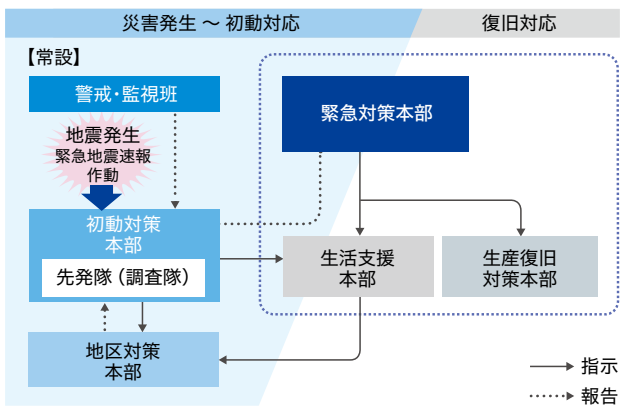 災害発生 ～ 初動対応
復旧対応
【常設】
警戒・監視班
緊急対策本部
地震発生
緊急地震速報
作動
初動対策
本部
先発隊（調査隊）
生活支援
本部
生産復旧
対策本部
地区対策
本部
指示
報告